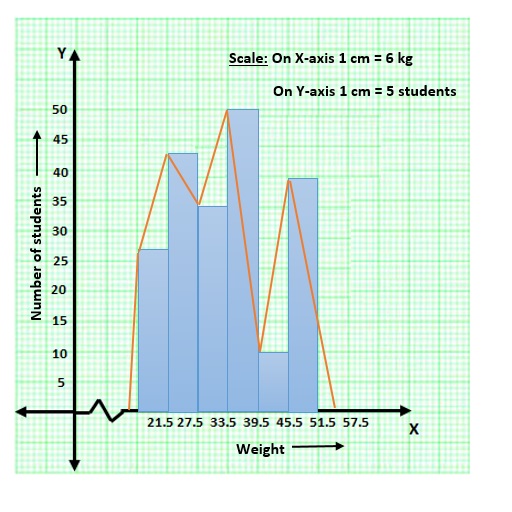 Y
Scale: On X-axis 1 cm = 6 kg
On Y-axis 1 cm = 5 students
50
45
40
35
30
25
20
15
10
5
Number of students
21.5 27.5 33.5 39.5 45.5 51.5 57.5
X
Weight